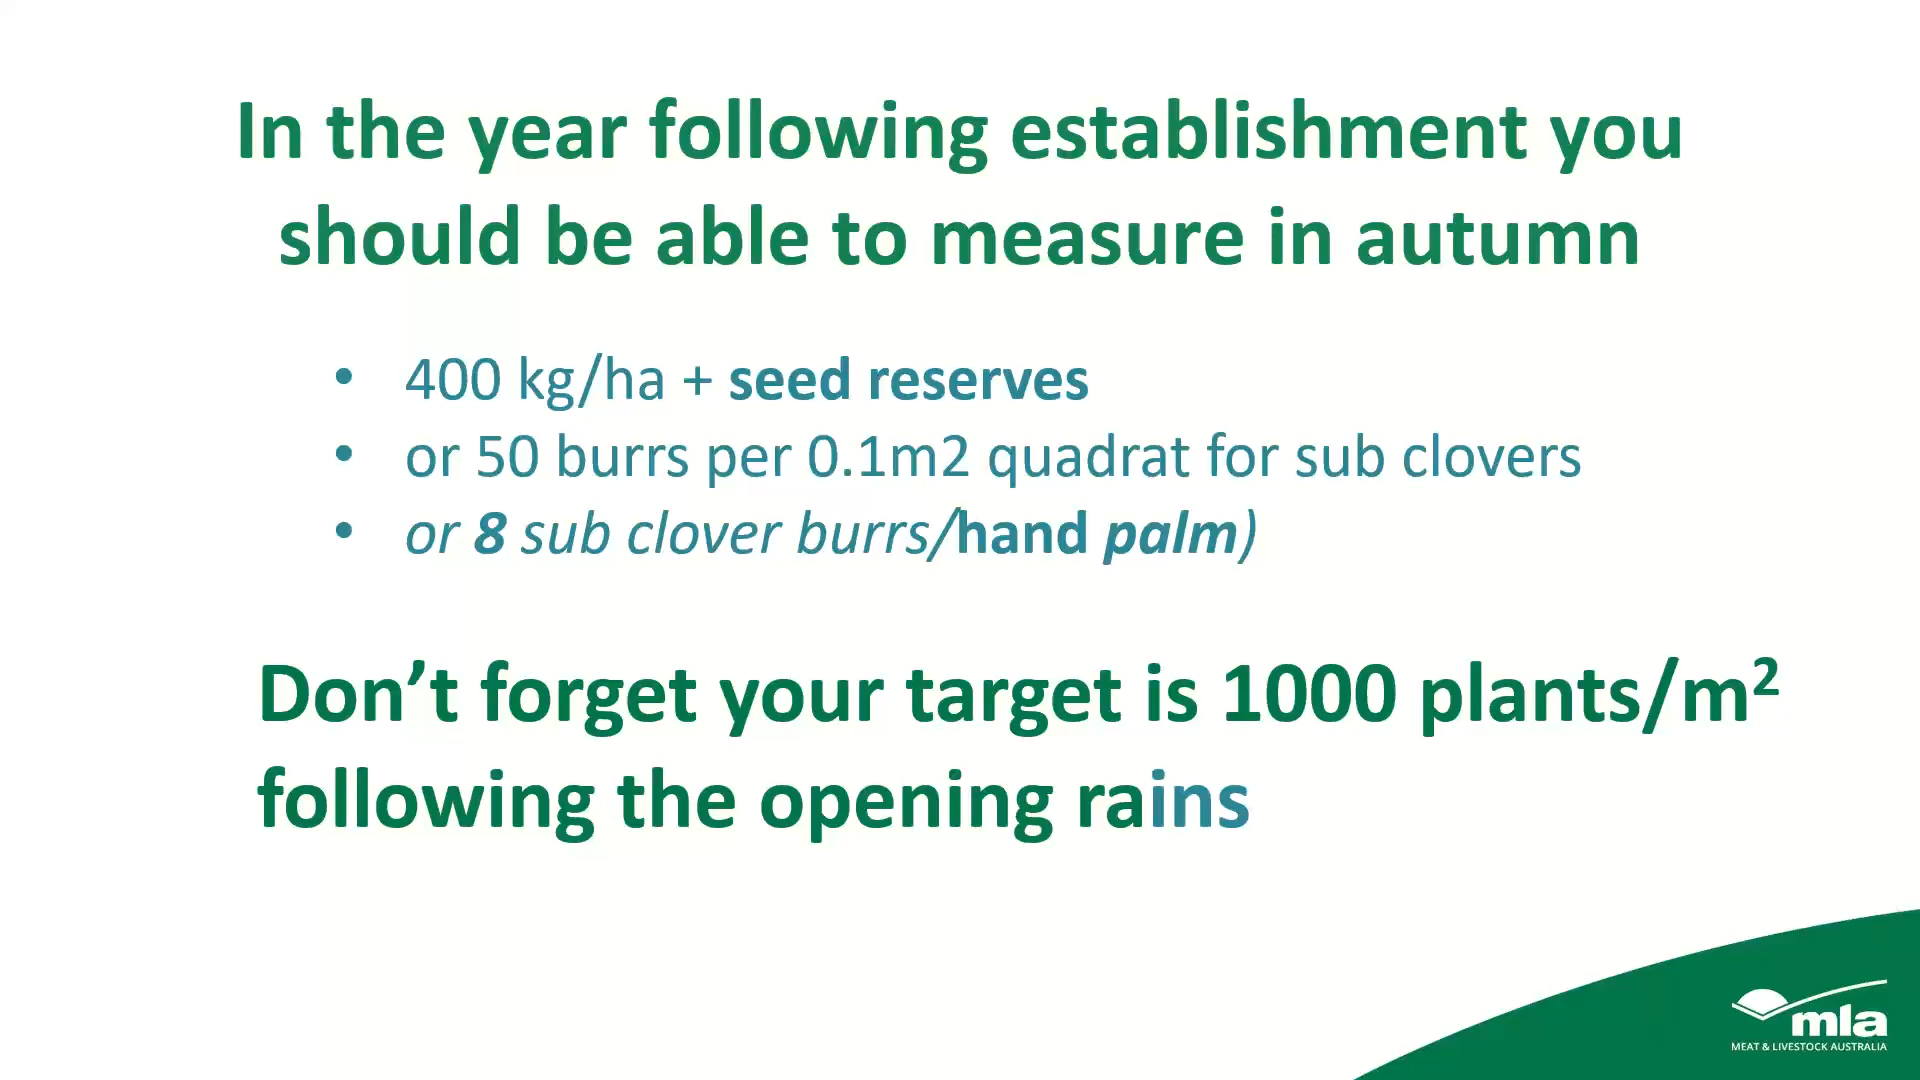 In the year following establishment you
should be able to measure in autumn
• 400 kg/ha + seed reserves
• or 50 burrs per 0.1m2 quadrat for sub clovers
• or 8 sub clover burrs/hand palm)
Don’t forget your target is 1000 plants/m²
following the opening rains
mla
MEAT & LIVESTOCK AUSTRALIA